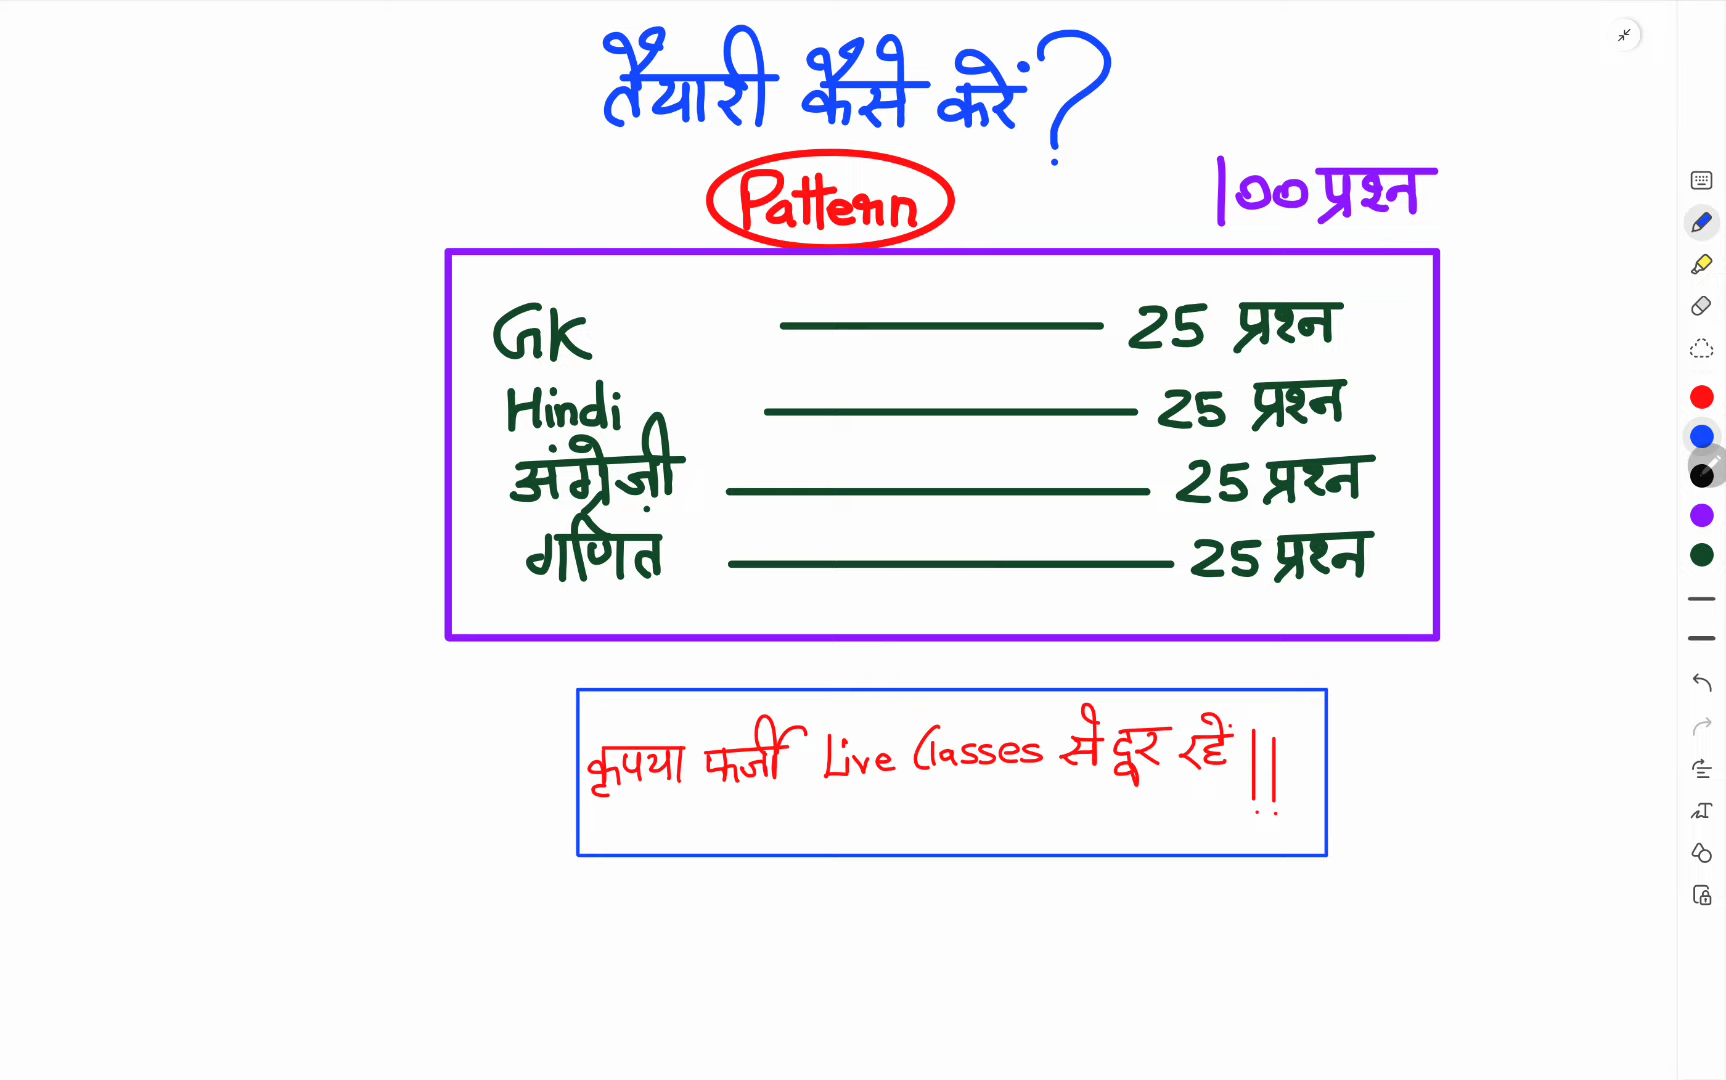 तैयारी कैसे करें?
Pattern
100 प्रश्न
GK 25 प्रश्न
Hindi 25 प्रश्न
अंग्रेज़ी 25 प्रश्न
गणित 25 प्रश्न
कृपया फर्जी Live Classes से दूर रहें !!